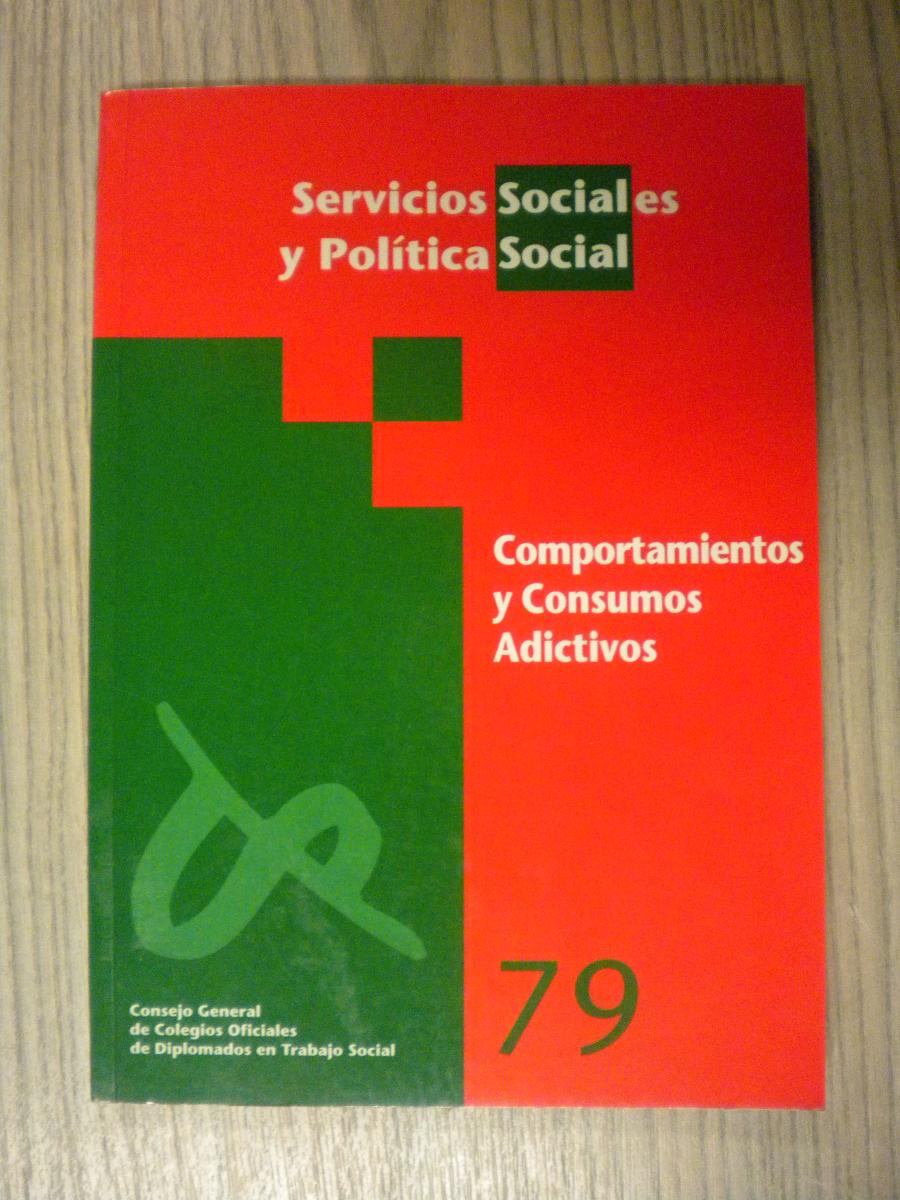 Servicios Sociales
y Política Social
Comportamientos
y Consumos
Adictivos
79
Consejo General
de Colegios Oficiales
de Diplomados en Trabajo Social